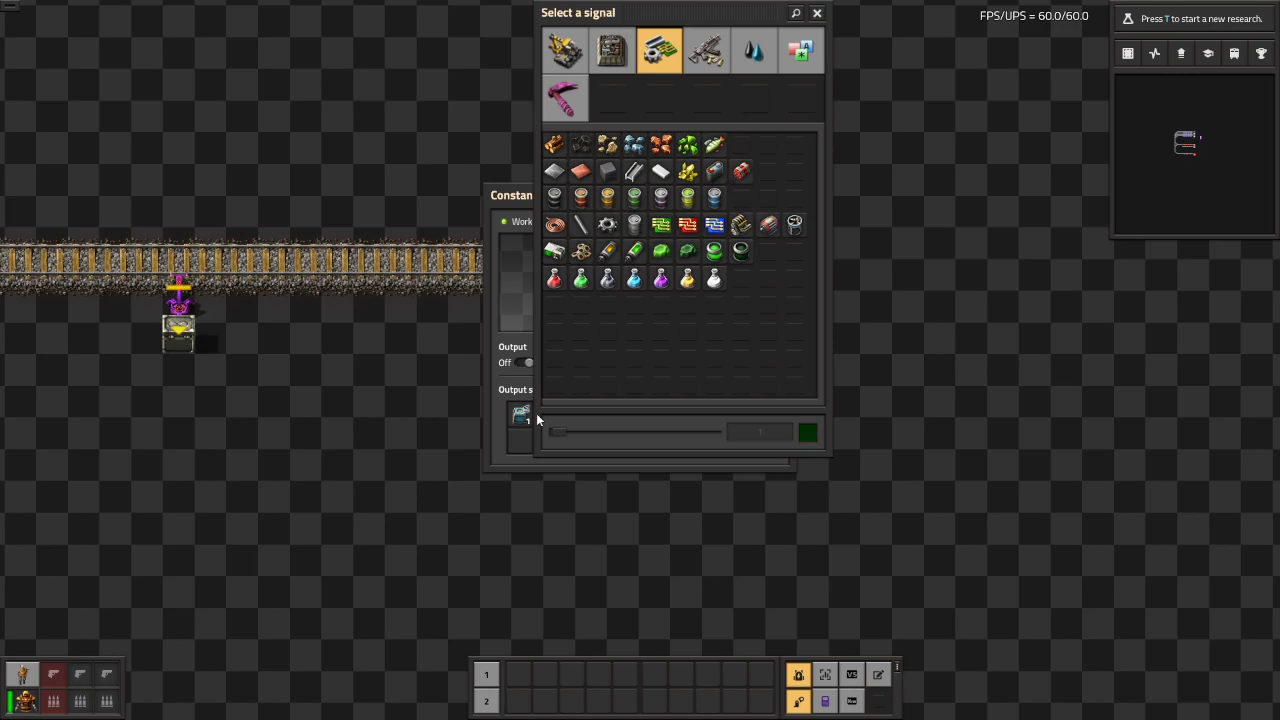 Select a signal
FPS/UPS = 60.0/60.0
Press T to start a new research.
Constan
Work
Output
Off
Output s
1
1
1
2